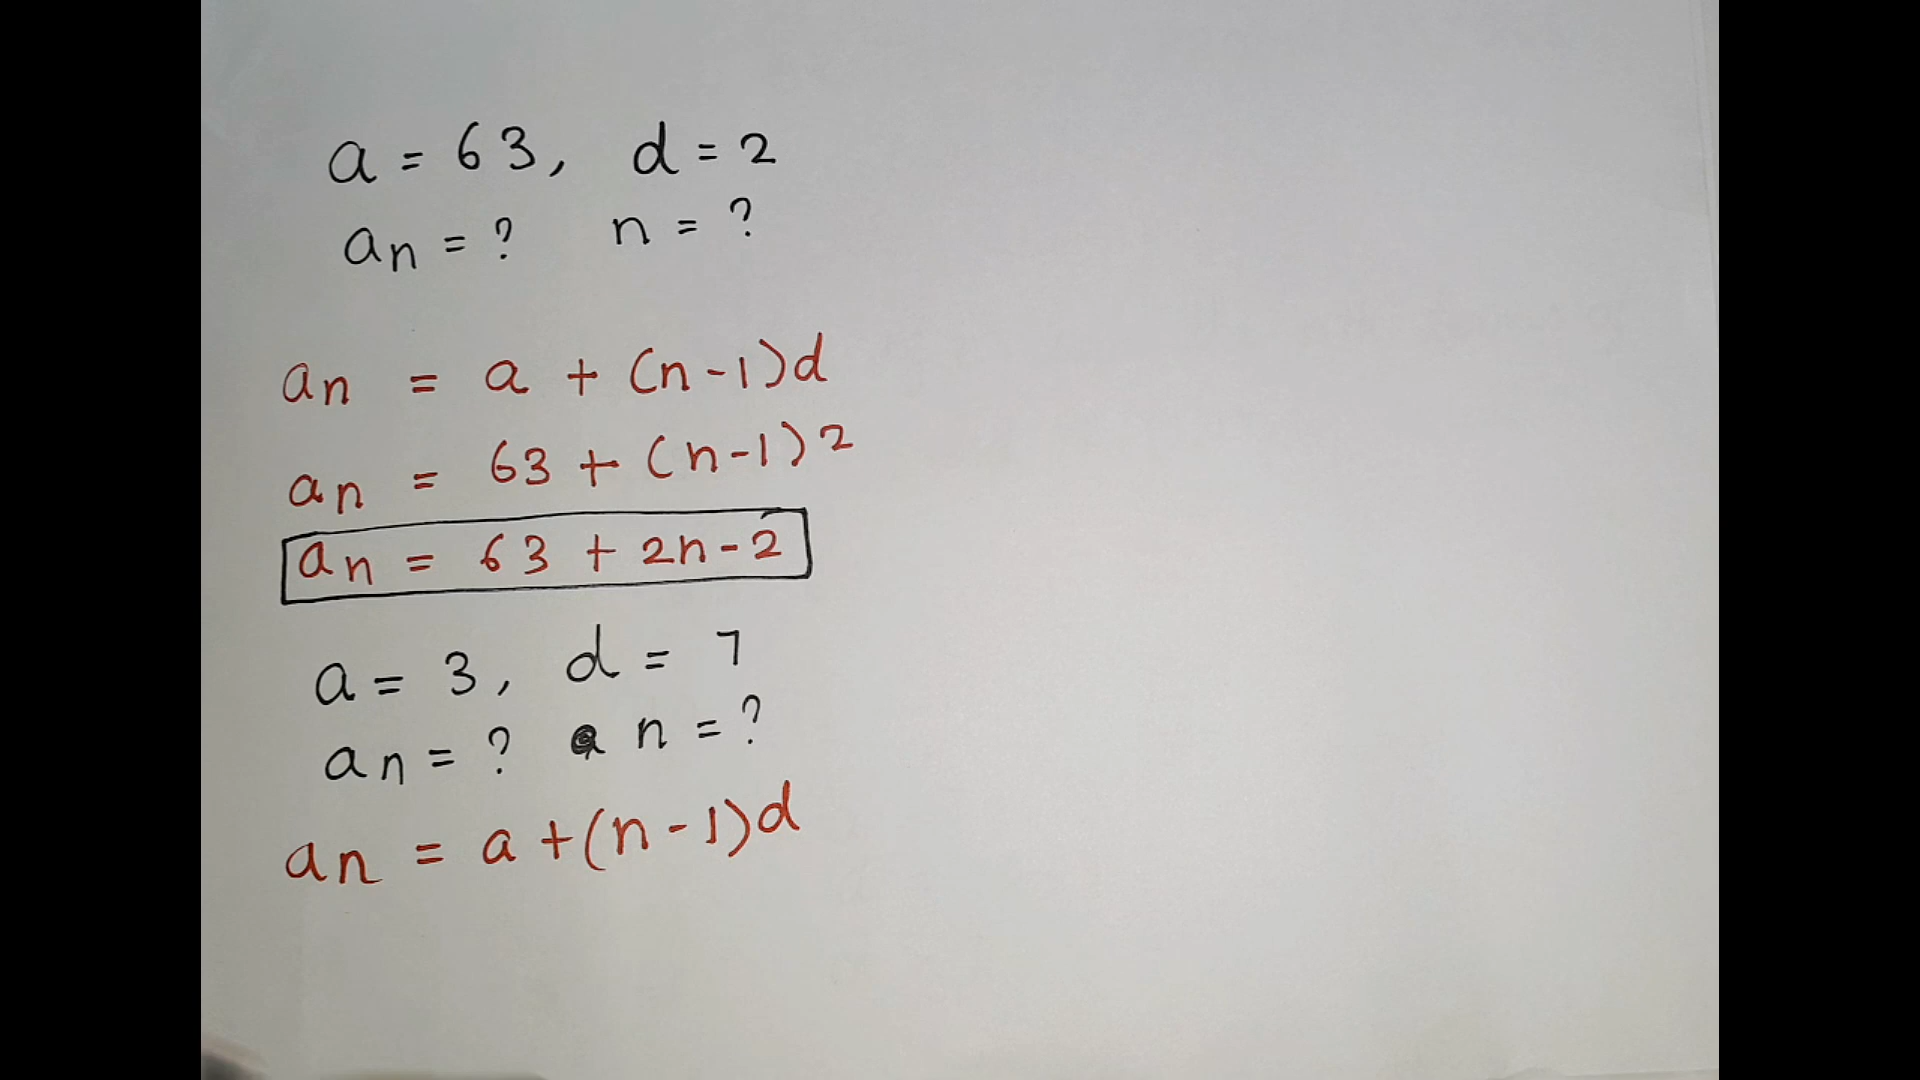 a = 63, d = 2
an = ? n = ?
an = a + (n-1)d
an = 63 + (n-1)2
an = 63 + 2n-2
a = 3, d = 7
an = ? n = ?
an = a +(n-1)d